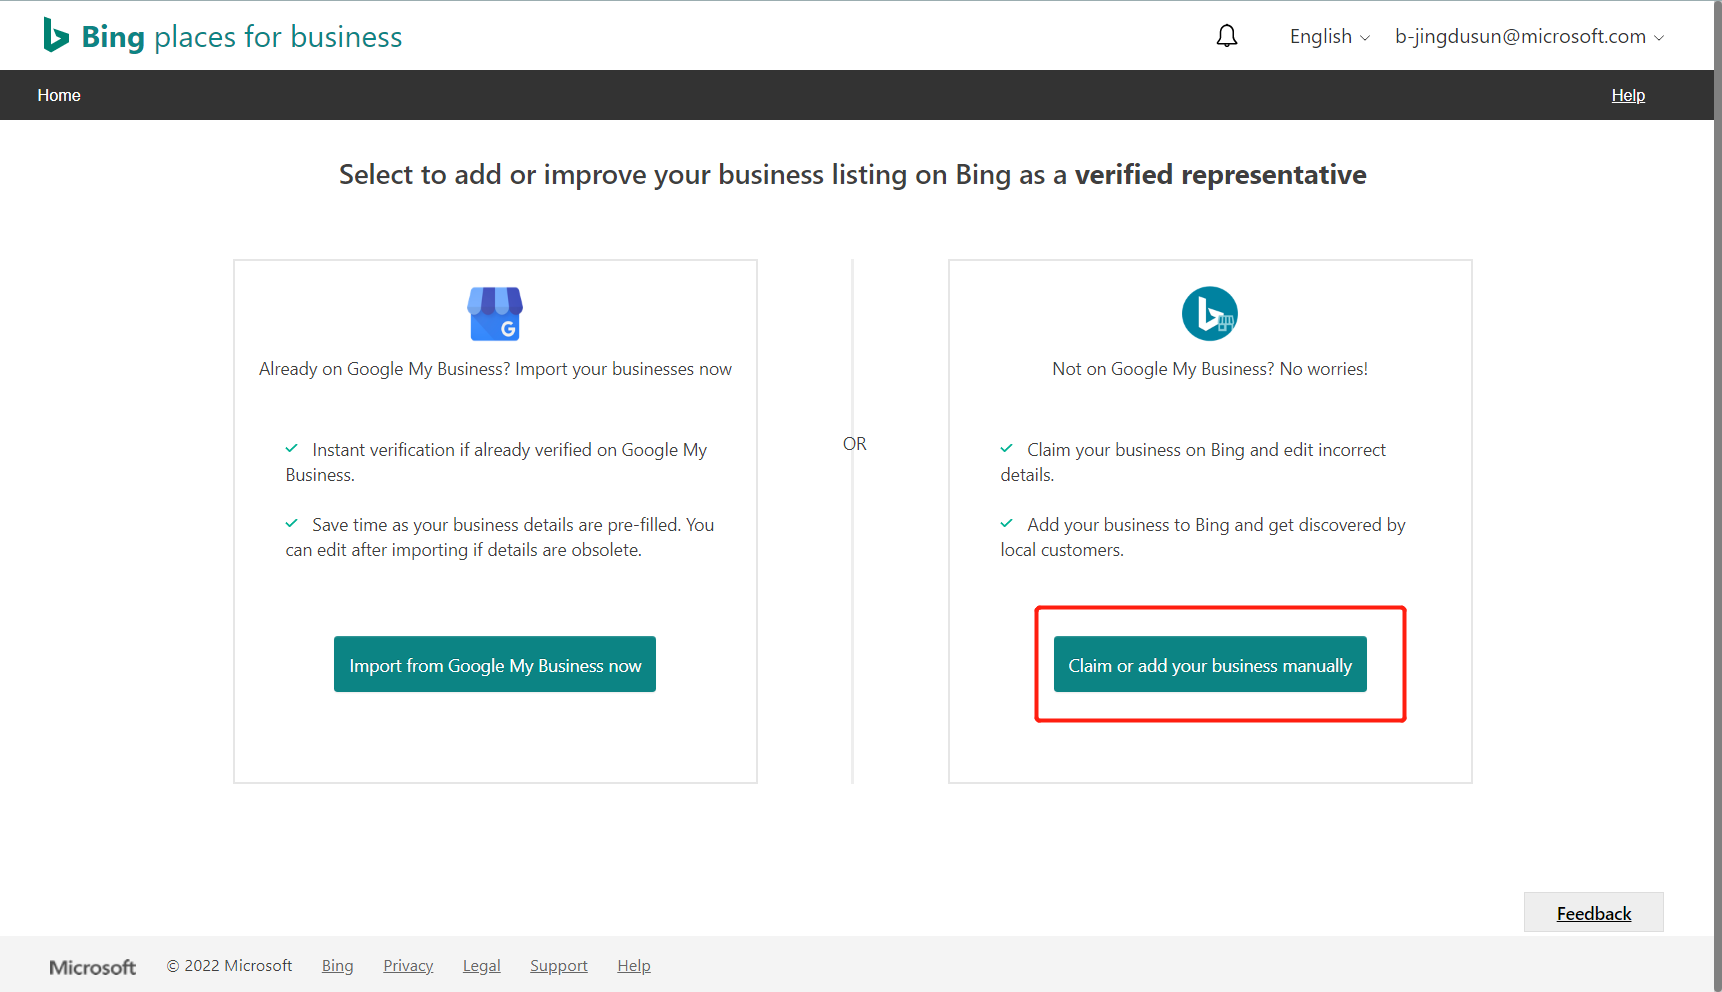 Bing places for business
English
b-jingdusun@microsoft.com
Home
Help
Select to add or improve your business listing on Bing as a verified representative
G
Already on Google My Business? Import your businesses now
Instant verification if already verified on Google My
Business.
Save time as your business details are pre-filled. You
can edit after importing if details are obsolete.
Import from Google My Business now
OR
Not on Google My Business? No worries!
Claim your business on Bing and edit incorrect
details.
Add your business to Bing and get discovered by
local customers.
Claim or add your business manually
Feedback
Microsoft
© 2022 Microsoft
Bing
Privacy
Legal
Support
Help